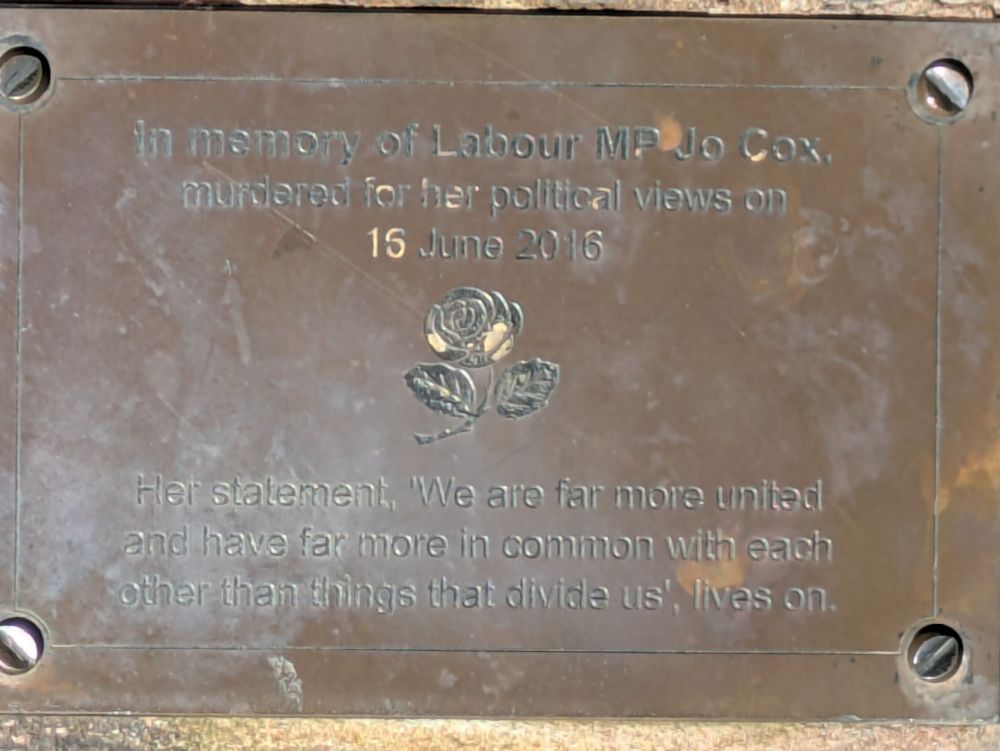 In memory of Labour MP Jo Cox,
murdered for her political views on
16 June 2016
Her statement, 'We are far more united
and have far more in common with each
other than things that divide us', lives on.